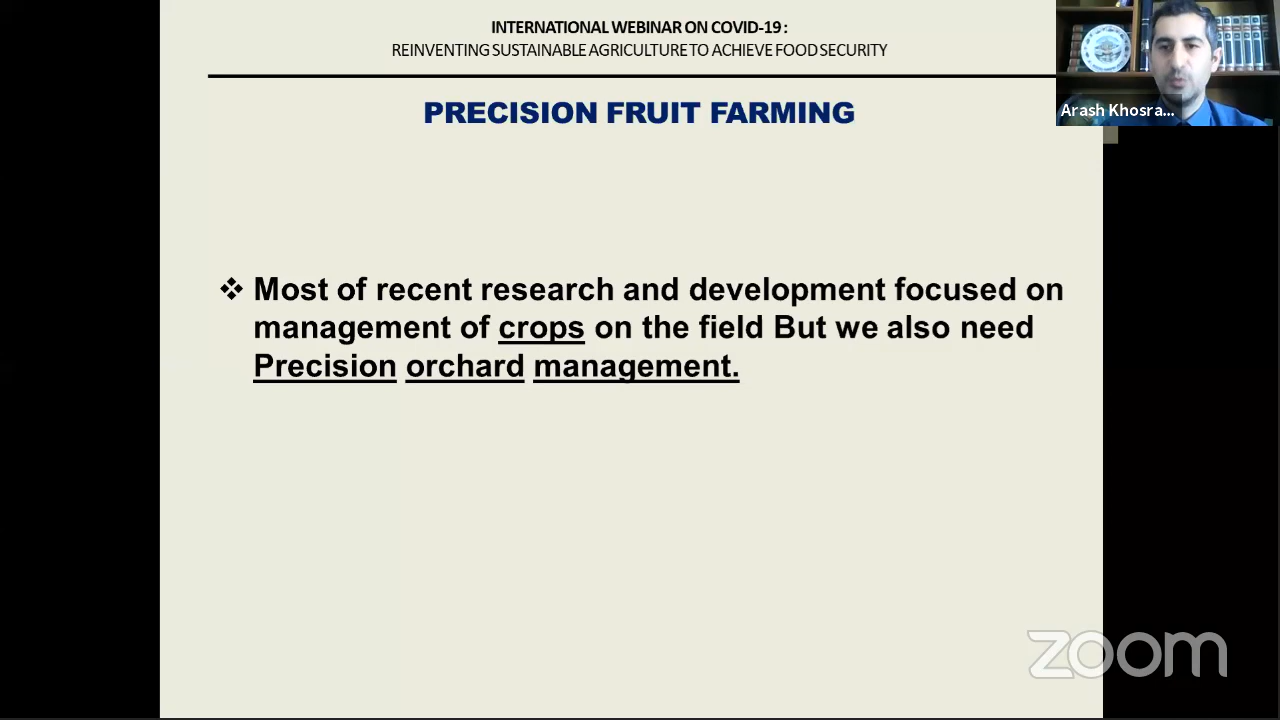 INTERNATIONAL WEBINAR ON COVID-19 :
REINVENTING SUSTAINABLE AGRICULTURE TO ACHIEVE FOOD SECURITY
PRECISION FRUIT FARMING
Arash Khosra...
❖ Most of recent research and development focused on
management of crops on the field But we also need
Precision orchard management.
zoom